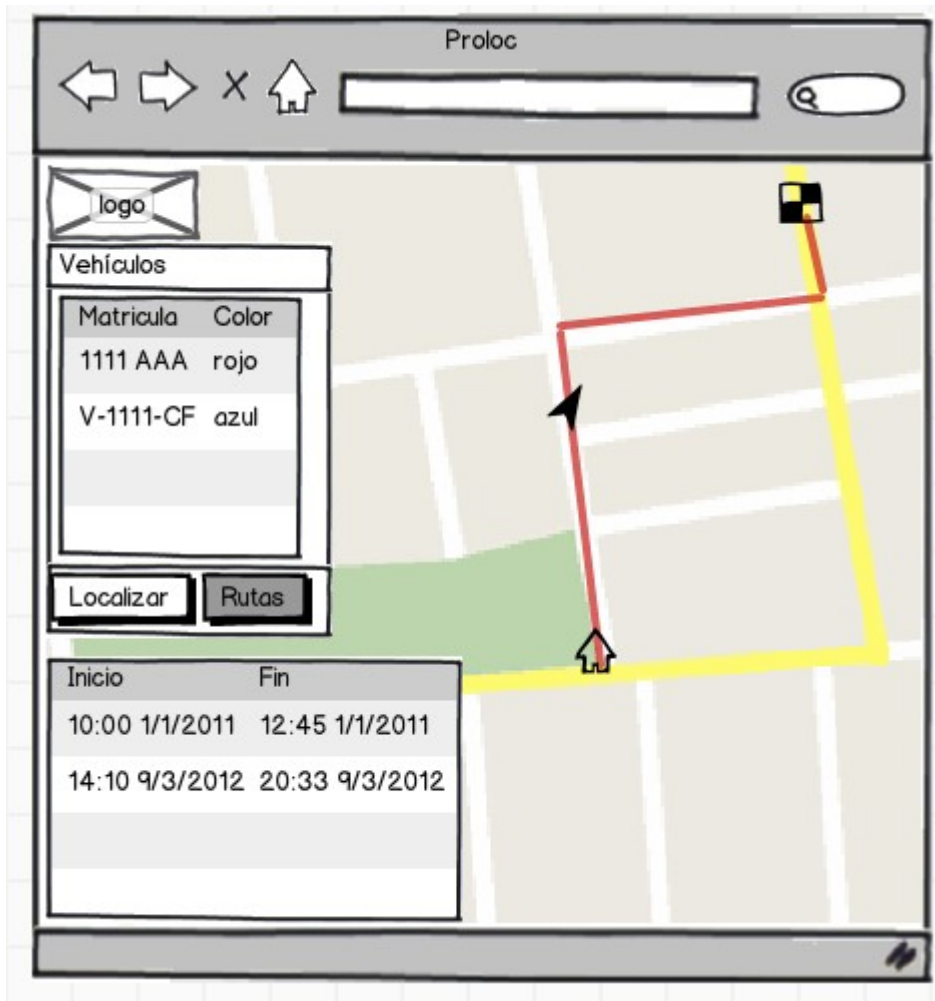 Proloc
logo
Vehículos
Matricula Color
1111 AAA rojo
V-1111-CF azul
Localizar Rutas
Inicio Fin
10:00 1/1/2011 12:45 1/1/2011
14:10 9/3/2012 20:33 9/3/2012